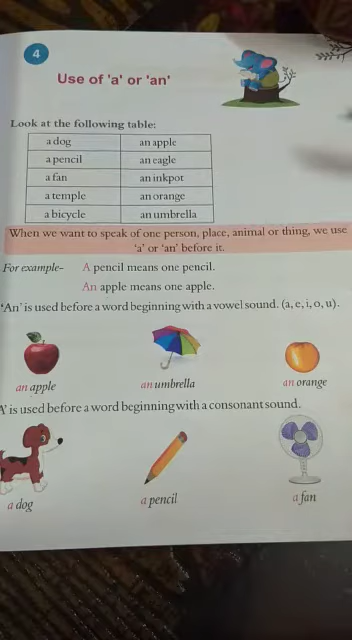 4
Use of 'a' or 'an'
Look at the following table:
a dog an apple
a pencil an eagle
a fan an inkpot
a temple an orange
a bicycle an umbrella
When we want to speak of one person, place, animal or thing, we use
'a' or 'an' before it.
For example- A pencil means one pencil.
An apple means one apple.
'An' is used before a word beginning with a vowel sound. (a, e, i, o, u).
an apple an umbrella an orange
A' is used before a word beginning with a consonant sound.
a dog a pencil a fan